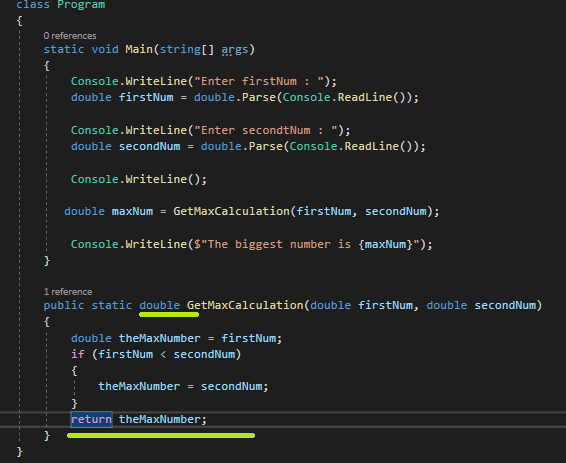 class Program
{
0 references
static void Main(string[] args)
{
Console.WriteLine("Enter firstNum : ");
double firstNum = double.Parse(Console.ReadLine());
Console.WriteLine("Enter secondtNum : ");
double secondNum = double.Parse(Console.ReadLine());
Console.WriteLine();
double maxNum = GetMaxCalculation(firstNum, secondNum);
Console.WriteLine($"The biggest number is {maxNum}");
}
1 reference
public static double GetMaxCalculation(double firstNum, double secondNum)
{
double theMaxNumber = firstNum;
if (firstNum < secondNum)
{
theMaxNumber = secondNum;
}
return theMaxNumber;
}
}